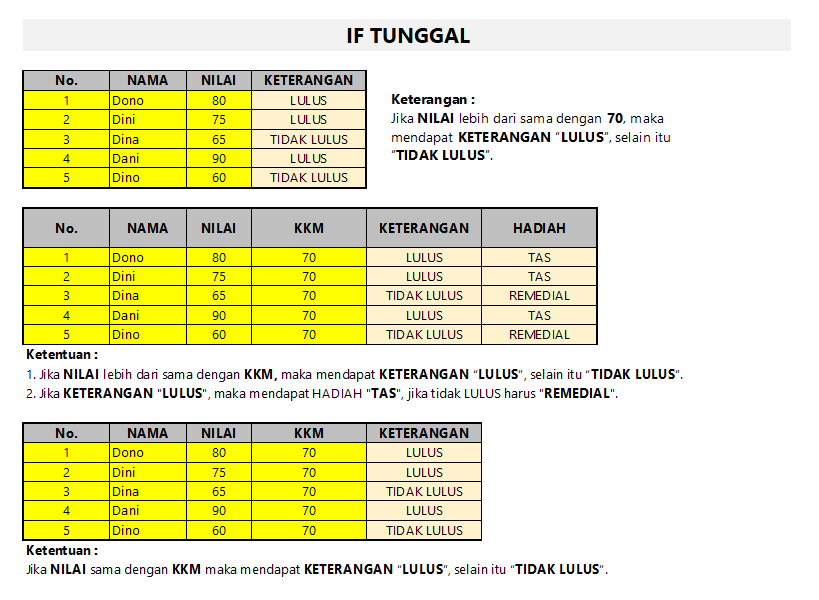 IF TUNGGAL
No. NAMA NILAI KETERANGAN
1 Dono 80 LULUS
2 Dini 75 LULUS
3 Dina 65 TIDAK LULUS
4 Dani 90 LULUS
5 Dino 60 TIDAK LULUS
Keterangan :
Jika NILAI lebih dari sama dengan 70, maka
mendapat KETERANGAN “LULUS”, selain itu
“TIDAK LULUS”.
No. NAMA NILAI KKM KETERANGAN HADIAH
1 Dono 80 70 LULUS TAS
2 Dini 75 70 LULUS TAS
3 Dina 65 70 TIDAK LULUS REMEDIAL
4 Dani 90 70 LULUS TAS
5 Dino 60 70 TIDAK LULUS REMEDIAL
Ketentuan :
1. Jika NILAI lebih dari sama dengan KKM, maka mendapat KETERANGAN “LULUS”, selain itu “TIDAK LULUS”.
2. Jika KETERANGAN "LULUS", maka mendapat HADIAH "TAS", jika tidak LULUS harus "REMEDIAL".
No. NAMA NILAI KKM KETERANGAN
1 Dono 80 70 LULUS
2 Dini 75 70 LULUS
3 Dina 65 70 TIDAK LULUS
4 Dani 90 70 LULUS
5 Dino 60 70 TIDAK LULUS
Ketentuan :
Jika NILAI sama dengan KKM maka mendapat KETERANGAN “LULUS”, selain itu “TIDAK LULUS”.